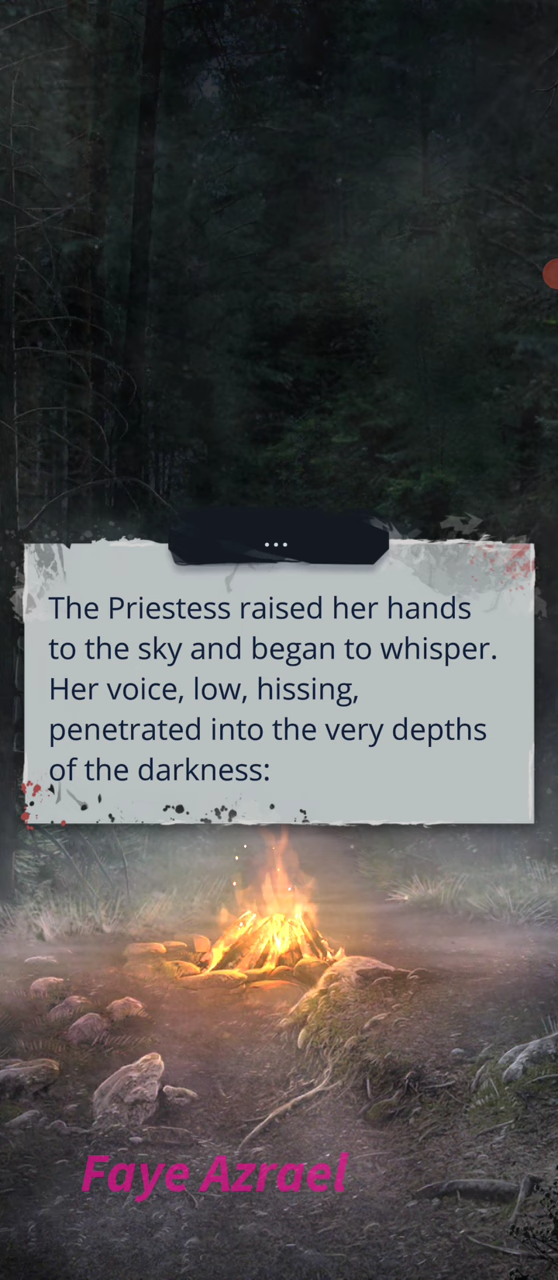 ...
The Priestess raised her hands
to the sky and began to whisper.
Her voice, low, hissing,
penetrated into the very depths
of the darkness:
Faye Azrael